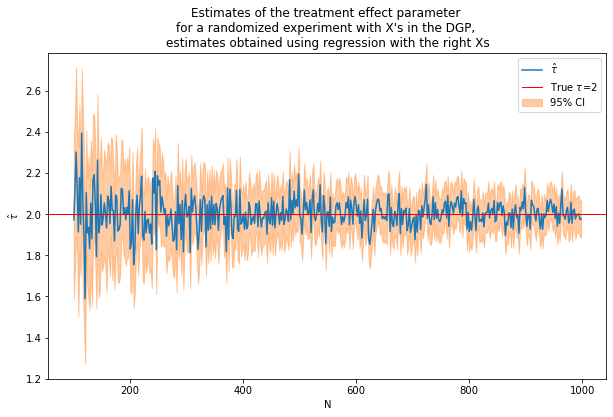 Estimates of the treatment effect parameter
for a randomized experiment with X's in the DGP,
estimates obtained using regression with the right Xs
τ̂
True τ=2
95% CI
2.6
2.4
2.2
2.0
1.8
1.6
1.4
1.2
τ̂
200
400
600
800
1000
N